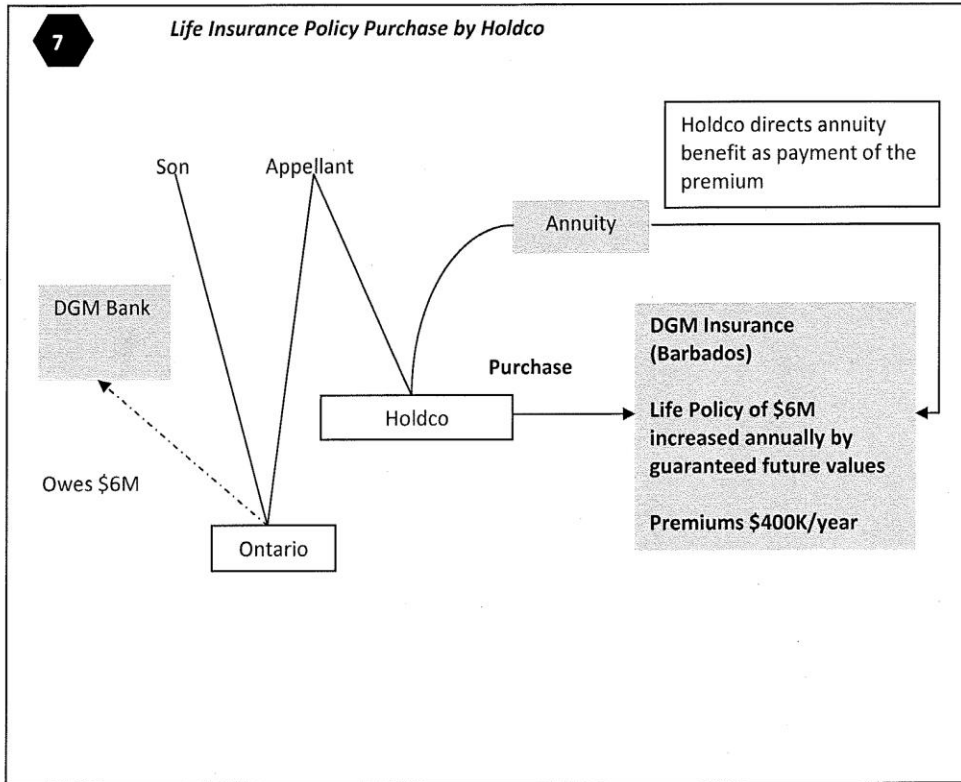 7
Life Insurance Policy Purchase by Holdco
Holdco directs annuity
benefit as payment of the
premium
Son
Appellant
Annuity
DGM Bank
DGM Insurance
(Barbados)
Purchase
Life Policy of $6M
increased annually by
guaranteed future values
Holdco
Owes $6M
Premiums $400K/year
Ontario